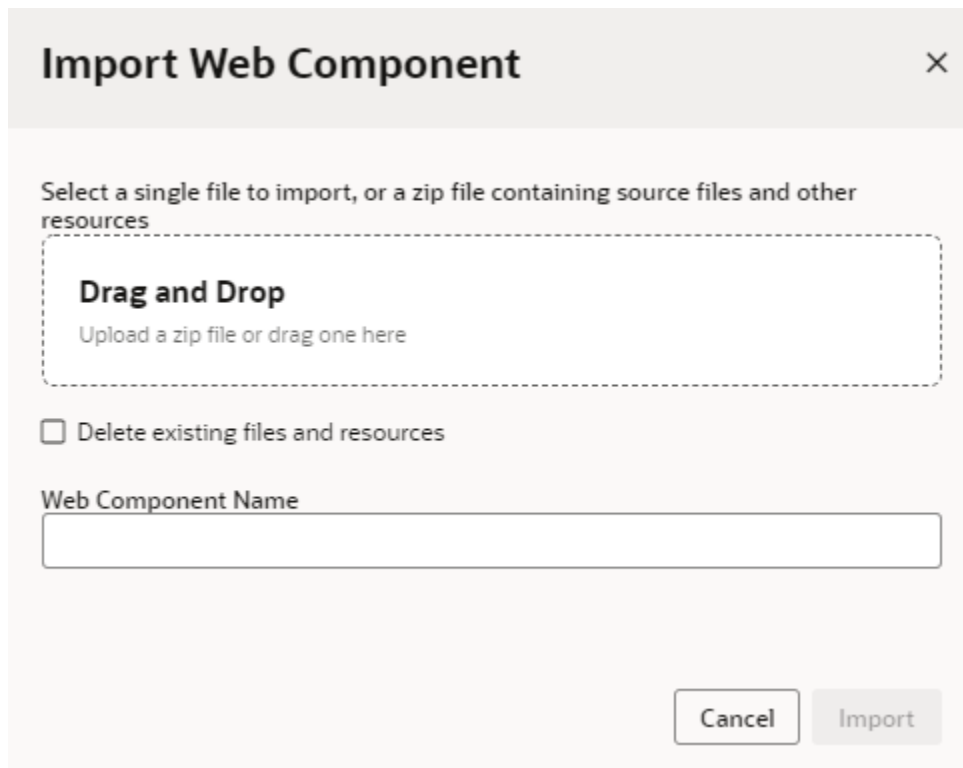 Import Web Component
Select a single file to import, or a zip file containing source files and other
resources
Drag and Drop
Upload a zip file or drag one here
Delete existing files and resources
Web Component Name
Cancel Import